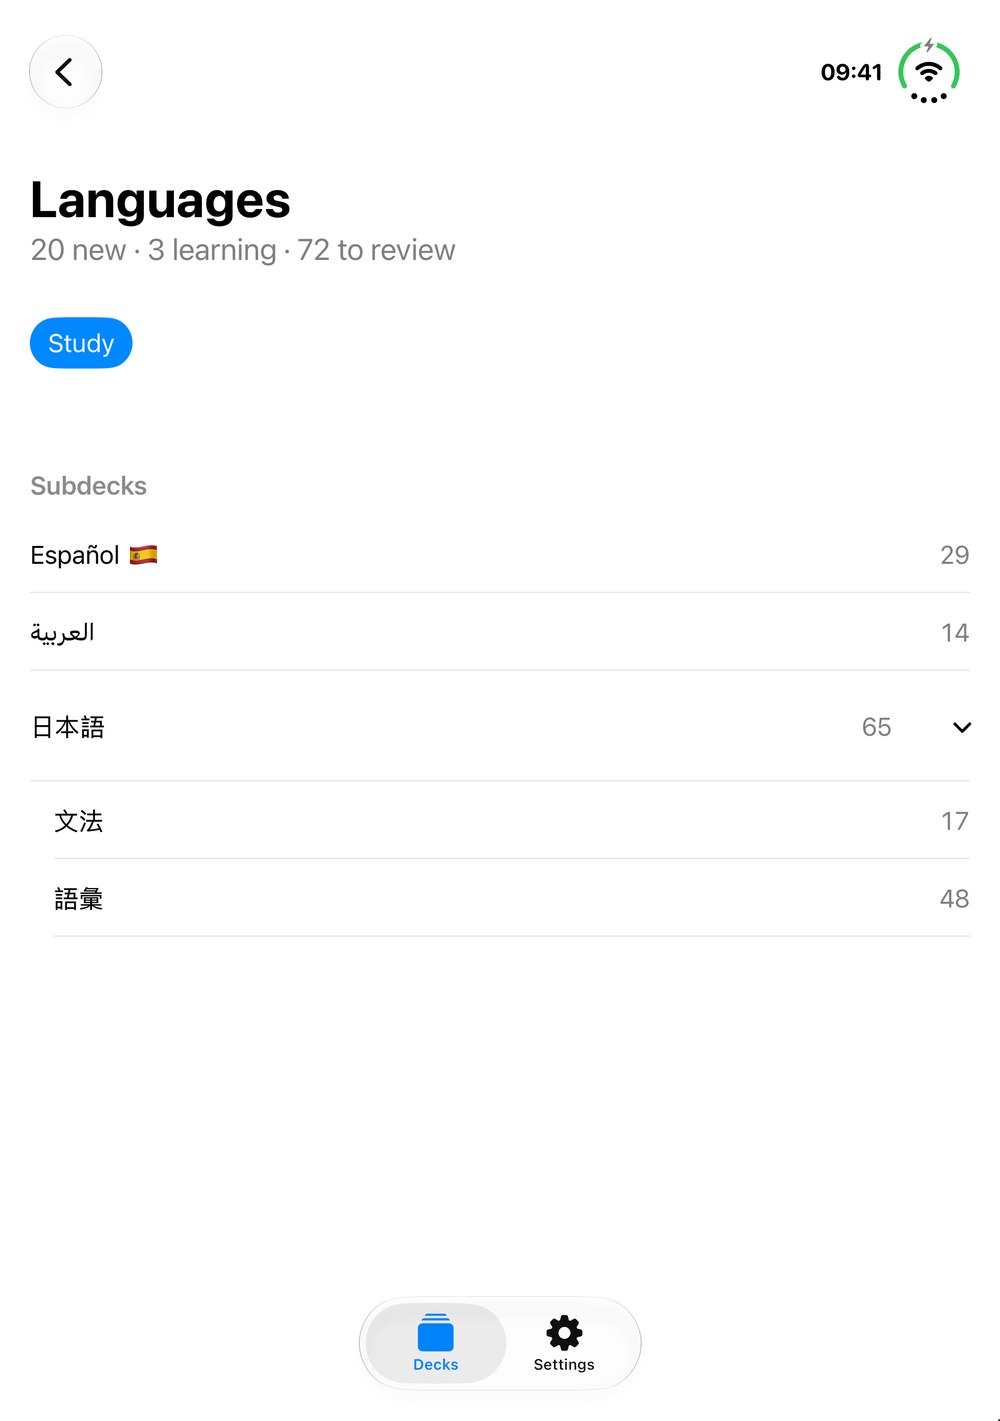 09:41
Languages
20 new · 3 learning · 72 to review
Study
Subdecks
Español 🇪🇸 29
العربية 14
日本語 65
文法 17
語彙 48
Decks
Settings